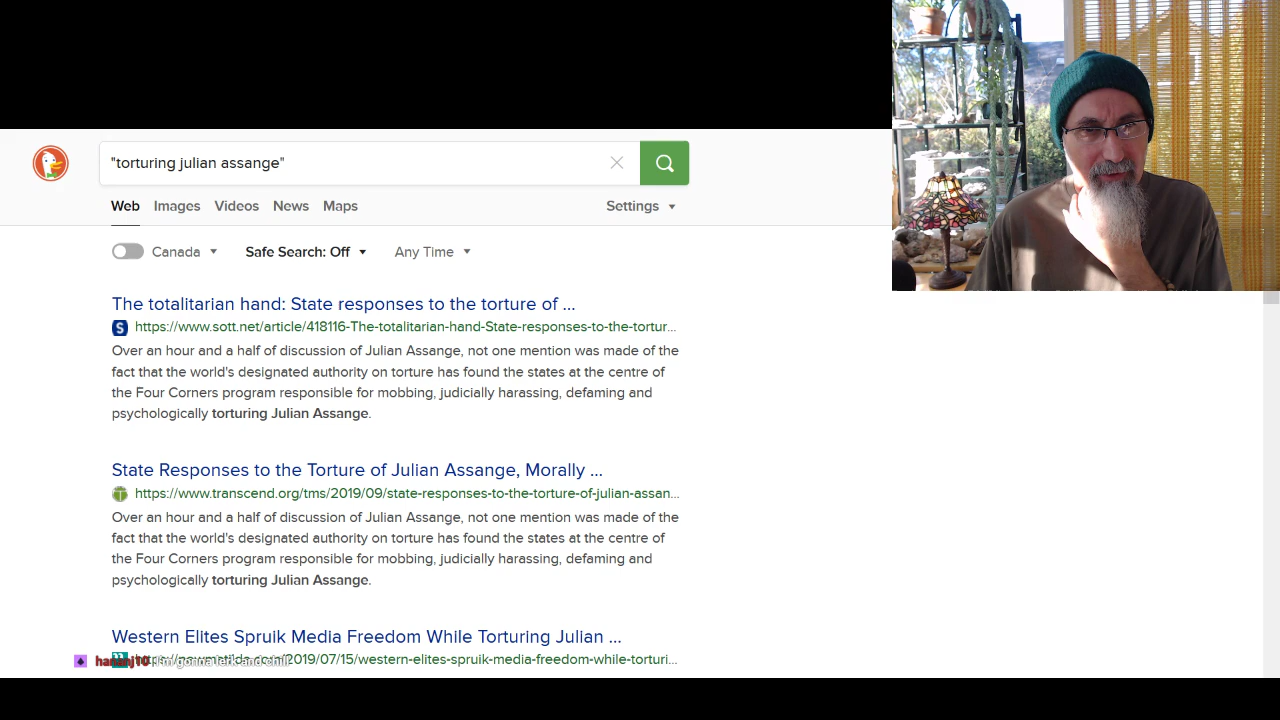 "torturing julian assange"
Web Images Videos News Maps Settings
Canada Safe Search: Off Any Time
The totalitarian hand: State responses to the torture of ...
https://www.sott.net/article/418116-The-totalitarian-hand-State-responses-to-the-tortur...
Over an hour and a half of discussion of Julian Assange, not one mention was made of the
fact that the world's designated authority on torture has found the states at the centre of
the Four Corners program responsible for mobbing, judicially harassing, defaming and
psychologically torturing Julian Assange.
State Responses to the Torture of Julian Assange, Morally ...
https://www.transcend.org/tms/2019/09/state-responses-to-the-torture-of-julian-assan...
Over an hour and a half of discussion of Julian Assange, not one mention was made of the
fact that the world's designated authority on torture has found the states at the centre of
the Four Corners program responsible for mobbing, judicially harassing, defaming and
psychologically torturing Julian Assange.
Western Elites Spruik Media Freedom While Torturing Julian ...
/2019/07/15/western-elites-spruik-media-freedom-while-torturi...